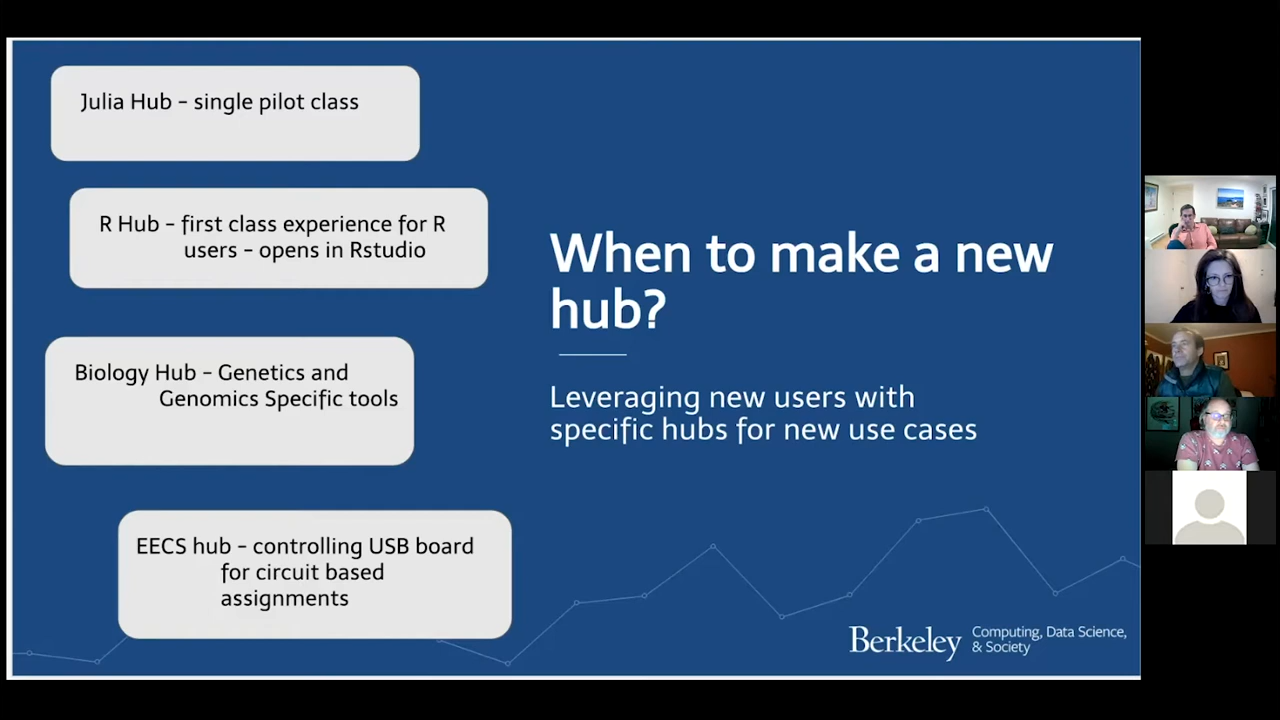 Julia Hub – single pilot class
R Hub – first class experience for R
users – opens in Rstudio
Biology Hub – Genetics and
Genomics Specific tools
EECS hub – controlling USB board
for circuit based
assignments
When to make a new
hub?
Leveraging new users with
specific hubs for new use cases
Berkeley
Computing, Data Science,
& Society